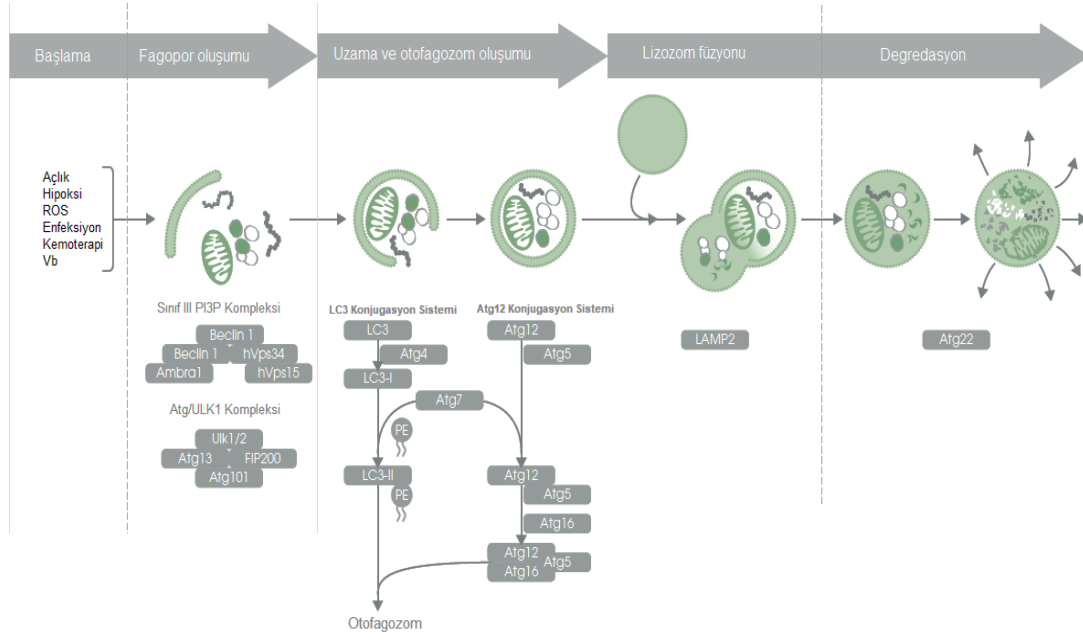 Başlama
Fagopor oluşumu
Uzama ve otofagozom oluşumu
Lizozom füzyonu
Degredasyon
Açlık
Hipoksi
ROS
Enfeksiyon
Kemoterapi
Vb
Sınıf III PI3P Kompleksi
Beclin 1
Beclin 1
hVps34
Ambra1
hVps15
Atg/ULK1 Kompleksi
Ulk1/2
Atg13
FIP200
Atg101
LC3 Konjugasyon Sistemi
LC3
Atg4
LC3-I
Atg7
PE
LC3-II
PE
Atg12 Konjugasyon Sistemi
Atg12
Atg5
Atg12
Atg5
Atg16
Atg12
Atg5
Atg16
Otofagozom
LAMP2
Atg22